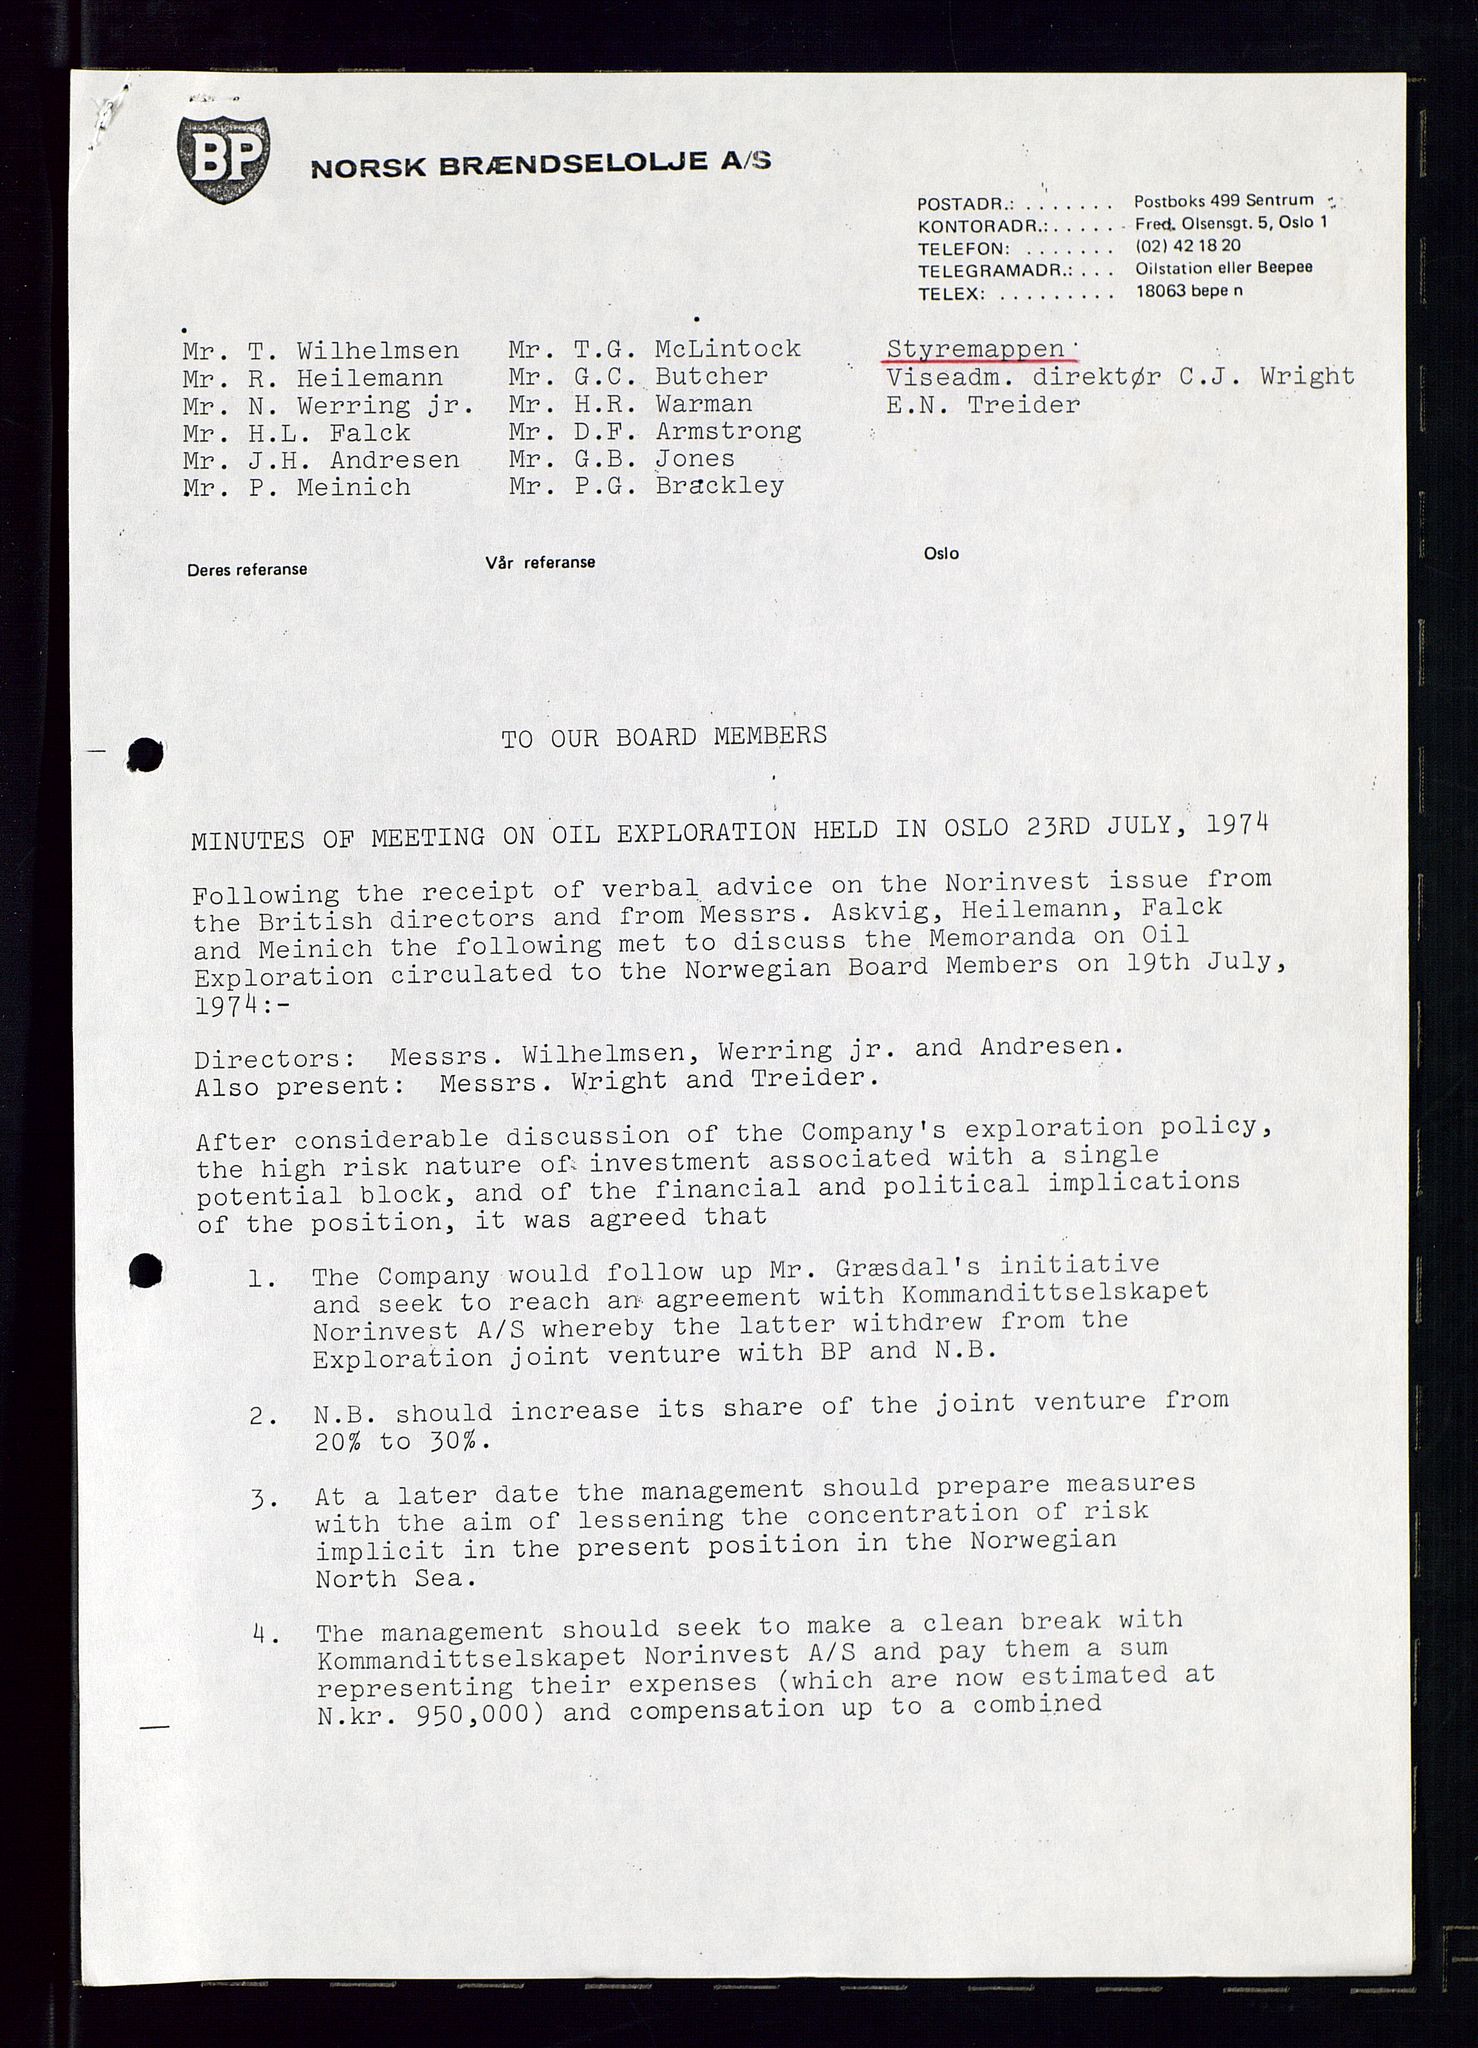 BP
NORSK BRÆNDSELOLJE A/S
POSTADR.: . . . . . . . Postboks 499 Sentrum
KONTORADR.: . . . . . . Fred. Olsensgt. 5, Oslo 1
TELEFON: . . . . . . . (02) 42 18 20
TELEGRAMADR.: . . . Oilstation eller Beepee
TELEX: . . . . . . . . . 18063 bepe n
Mr. T. Wilhelmsen Mr. T.G. McLintock Styremappen
Mr. R. Heilemann Mr. G.C. Butcher Viseadm. direktør C.J. Wright
Mr. N. Werring jr. Mr. H.R. Warman E.N. Treider
Mr. H.L. Falck Mr. D.F. Armstrong
Mr. J.H. Andresen Mr. G.B. Jones
Mr. P. Meinich Mr. P.G. Brackley
Deres referanse Vår referanse Oslo
TO OUR BOARD MEMBERS
MINUTES OF MEETING ON OIL EXPLORATION HELD IN OSLO 23RD JULY, 1974
Following the receipt of verbal advice on the Norinvest issue from
the British directors and from Messrs. Askvig, Heilemann, Falck
and Meinich the following met to discuss the Memoranda on Oil
Exploration circulated to the Norwegian Board Members on 19th July,
1974:-
Directors: Messrs. Wilhelmsen, Werring jr. and Andresen.
Also present: Messrs. Wright and Treider.
After considerable discussion of the Company's exploration policy,
the high risk nature of investment associated with a single
potential block, and of the financial and political implications
of the position, it was agreed that
1. The Company would follow up Mr. Græsdal's initiative
and seek to reach an agreement with Kommandittselskapet
Norinvest A/S whereby the latter withdrew from the
Exploration joint venture with BP and N.B.
2. N.B. should increase its share of the joint venture from
20% to 30%.
3. At a later date the management should prepare measures
with the aim of lessening the concentration of risk
implicit in the present position in the Norwegian
North Sea.
4. The management should seek to make a clean break with
Kommandittselskapet Norinvest A/S and pay them a sum
representing their expenses (which are now estimated at
N.kr. 950,000) and compensation up to a combined